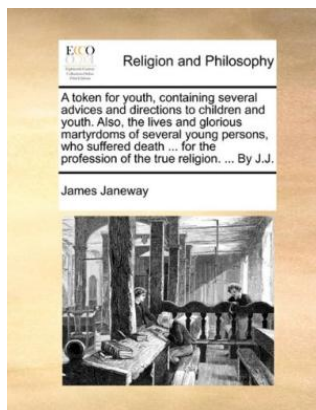 ECCO
Religion and Philosophy
A token for youth, containing several
advices and directions to children and
youth. Also, the lives and glorious
martyrdoms of several young persons,
who suffered death ... for the
profession of the true religion. ... By J.J.
James Janeway